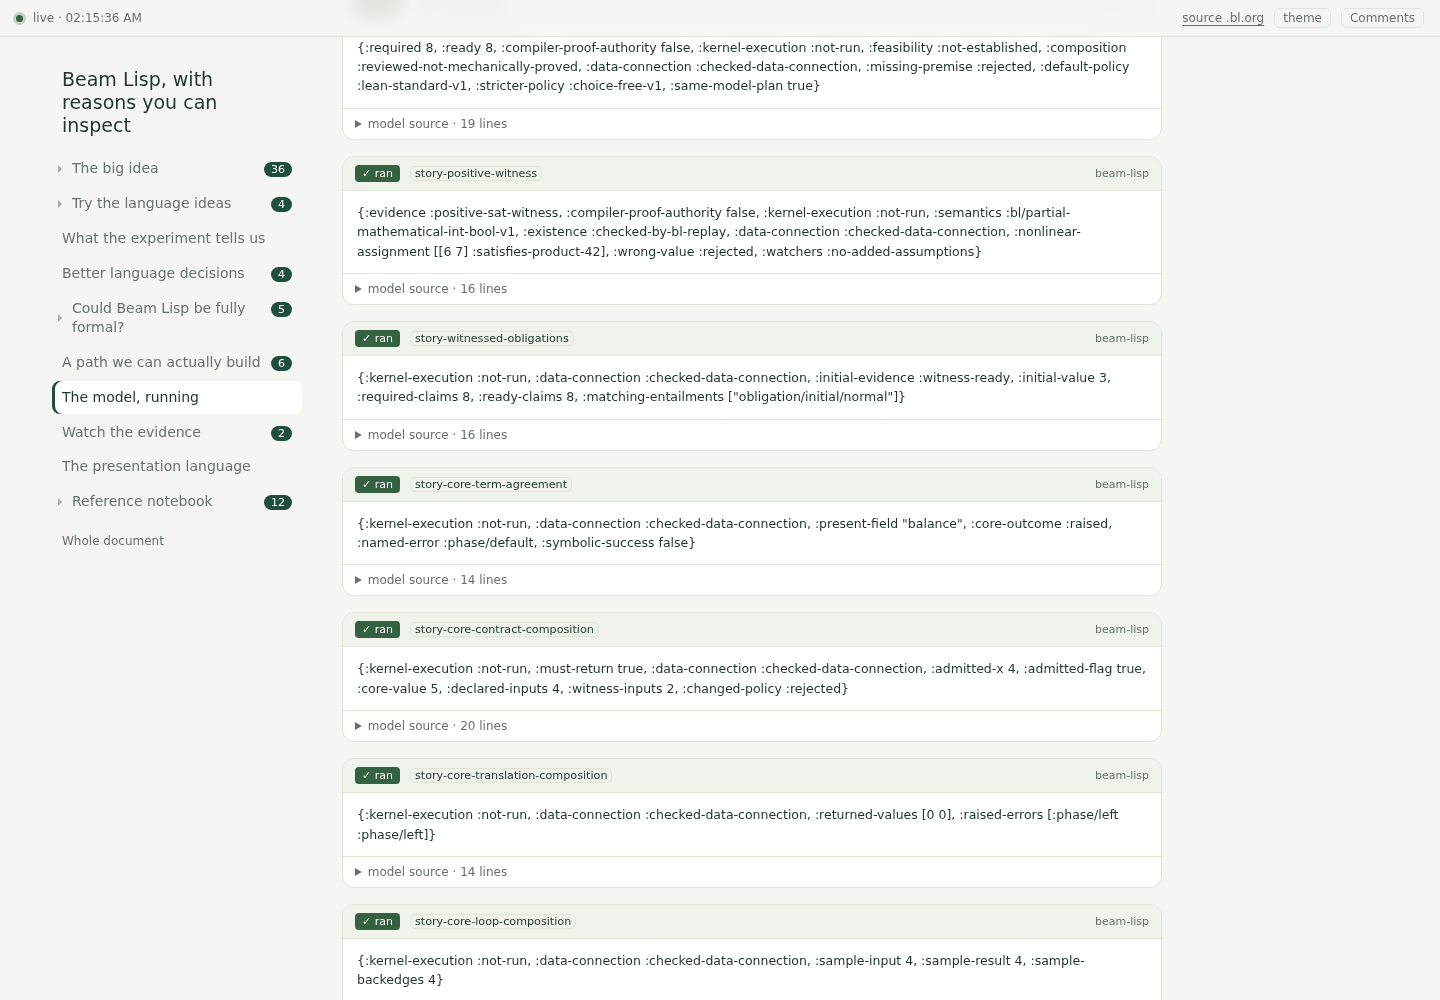 live · 02:15:36 AM
source .bl.org
theme
Comments
Beam Lisp, with
reasons you can
inspect
The big idea
36
Try the language ideas
4
What the experiment tells us
Better language decisions
4
Could Beam Lisp be fully
formal?
5
A path we can actually build
6
The model, running
Watch the evidence
2
The presentation language
Reference notebook
12
Whole document
{:required 8, :ready 8, :compiler-proof-authority false, :kernel-execution :not-run, :feasibility :not-established, :composition
:reviewed-not-mechanically-proved, :data-connection :checked-data-connection, :missing-premise :rejected, :default-policy
:lean-standard-v1, :stricter-policy :choice-free-v1, :same-model-plan true}
model source · 19 lines
✓ ran
story-positive-witness
beam-lisp
{:evidence :positive-sat-witness, :compiler-proof-authority false, :kernel-execution :not-run, :semantics :bl/partial-
mathematical-int-bool-v1, :existence :checked-by-bl-replay, :data-connection :checked-data-connection, :nonlinear-
assignment [[6 7] :satisfies-product-42], :wrong-value :rejected, :watchers :no-added-assumptions}
model source · 16 lines
✓ ran
story-witnessed-obligations
beam-lisp
{:kernel-execution :not-run, :data-connection :checked-data-connection, :initial-evidence :witness-ready, :initial-value 3,
:required-claims 8, :ready-claims 8, :matching-entailments ["obligation/initial/normal"]}
model source · 16 lines
✓ ran
story-core-term-agreement
beam-lisp
{:kernel-execution :not-run, :data-connection :checked-data-connection, :present-field "balance", :core-outcome :raised,
:named-error :phase/default, :symbolic-success false}
model source · 14 lines
✓ ran
story-core-contract-composition
beam-lisp
{:kernel-execution :not-run, :must-return true, :data-connection :checked-data-connection, :admitted-x 4, :admitted-flag true,
:core-value 5, :declared-inputs 4, :witness-inputs 2, :changed-policy :rejected}
model source · 20 lines
✓ ran
story-core-translation-composition
beam-lisp
{:kernel-execution :not-run, :data-connection :checked-data-connection, :returned-values [0 0], :raised-errors [:phase/left
:phase/left]}
model source · 14 lines
✓ ran
story-core-loop-composition
beam-lisp
{:kernel-execution :not-run, :data-connection :checked-data-connection, :sample-input 4, :sample-result 4, :sample-
backedges 4}